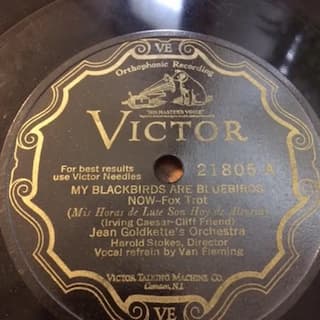 VE
Orthophonic Recording
"HIS MASTER'S VOICE"
VICTOR
For best results
use Victor Needles
21805-A
MY BLACKBIRDS ARE BLUEBIRDS
NOW-Fox Trot
(Mis Horas de Luto Son Hoy de Alegria)
(Irving Caesar-Cliff Friend)
Jean Goldkette's Orchestra
Harold Stokes, Director
Vocal refrain by Van Fleming
VICTOR TALKING MACHINE CO.
Camden, N.J.
VE